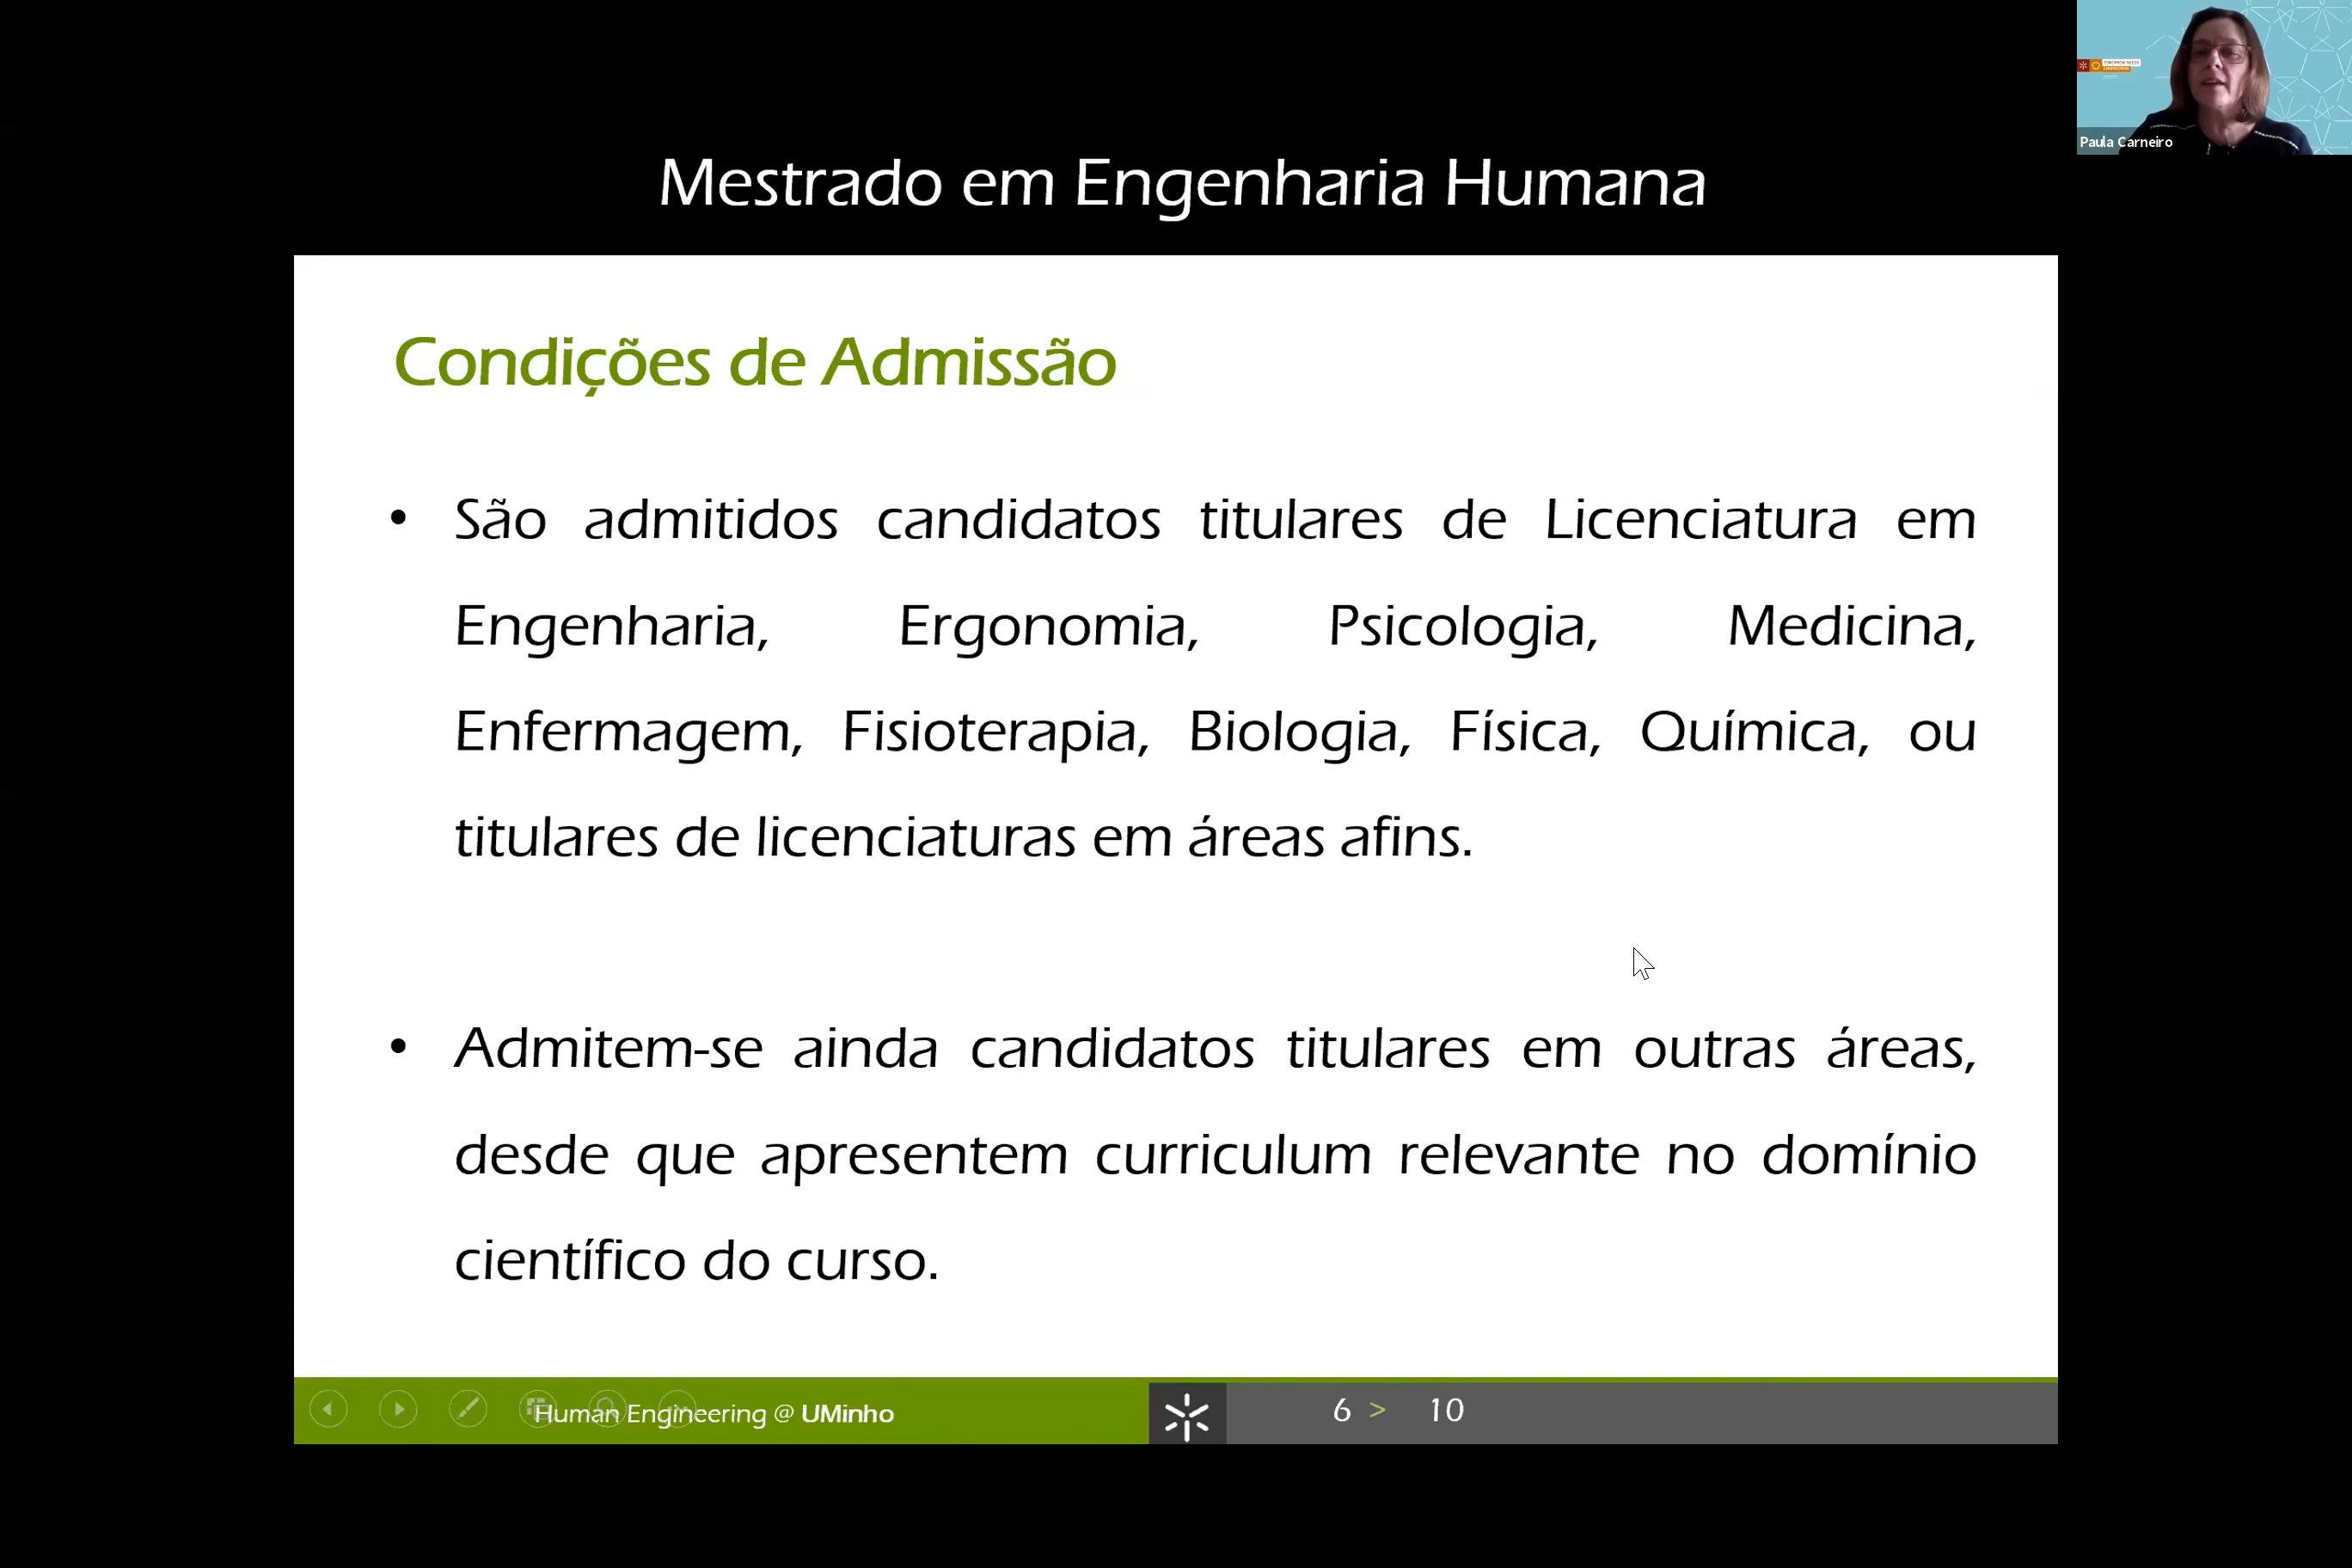 Paula Carneiro
Mestrado em Engenharia Humana
Condições de Admissão
• São admitidos candidatos titulares de Licenciatura em
Engenharia, Ergonomia, Psicologia, Medicina,
Enfermagem, Fisioterapia, Biologia, Física, Química, ou
titulares de licenciaturas em áreas afins.
• Admitem-se ainda candidatos titulares em outras áreas,
desde que apresentem curriculum relevante no domínio
científico do curso.
Human Engineering @ UMinho
6 > 10